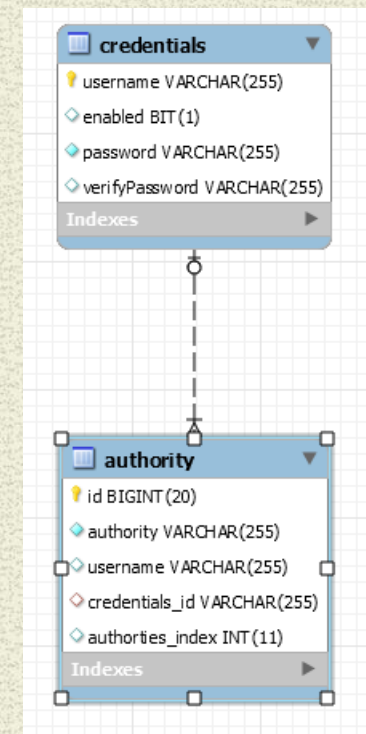 credentials
username VARCHAR(255)
enabled BIT(1)
password VARCHAR(255)
verifyPassword VARCHAR(255)
Indexes
authority
id BIGINT(20)
authority VARCHAR(255)
username VARCHAR(255)
credentials_id VARCHAR(255)
authorties_index INT(11)
Indexes